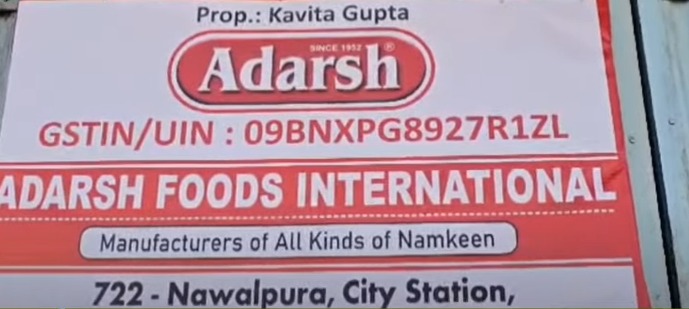 Prop.: Kavita Gupta
SINCE 1952
Adarsh®
GSTIN/UIN : 09BNXPG8927R1ZL
ADARSH FOODS INTERNATIONAL
Manufacturers of All Kinds of Namkeen
722 - Nawalpura, City Station,